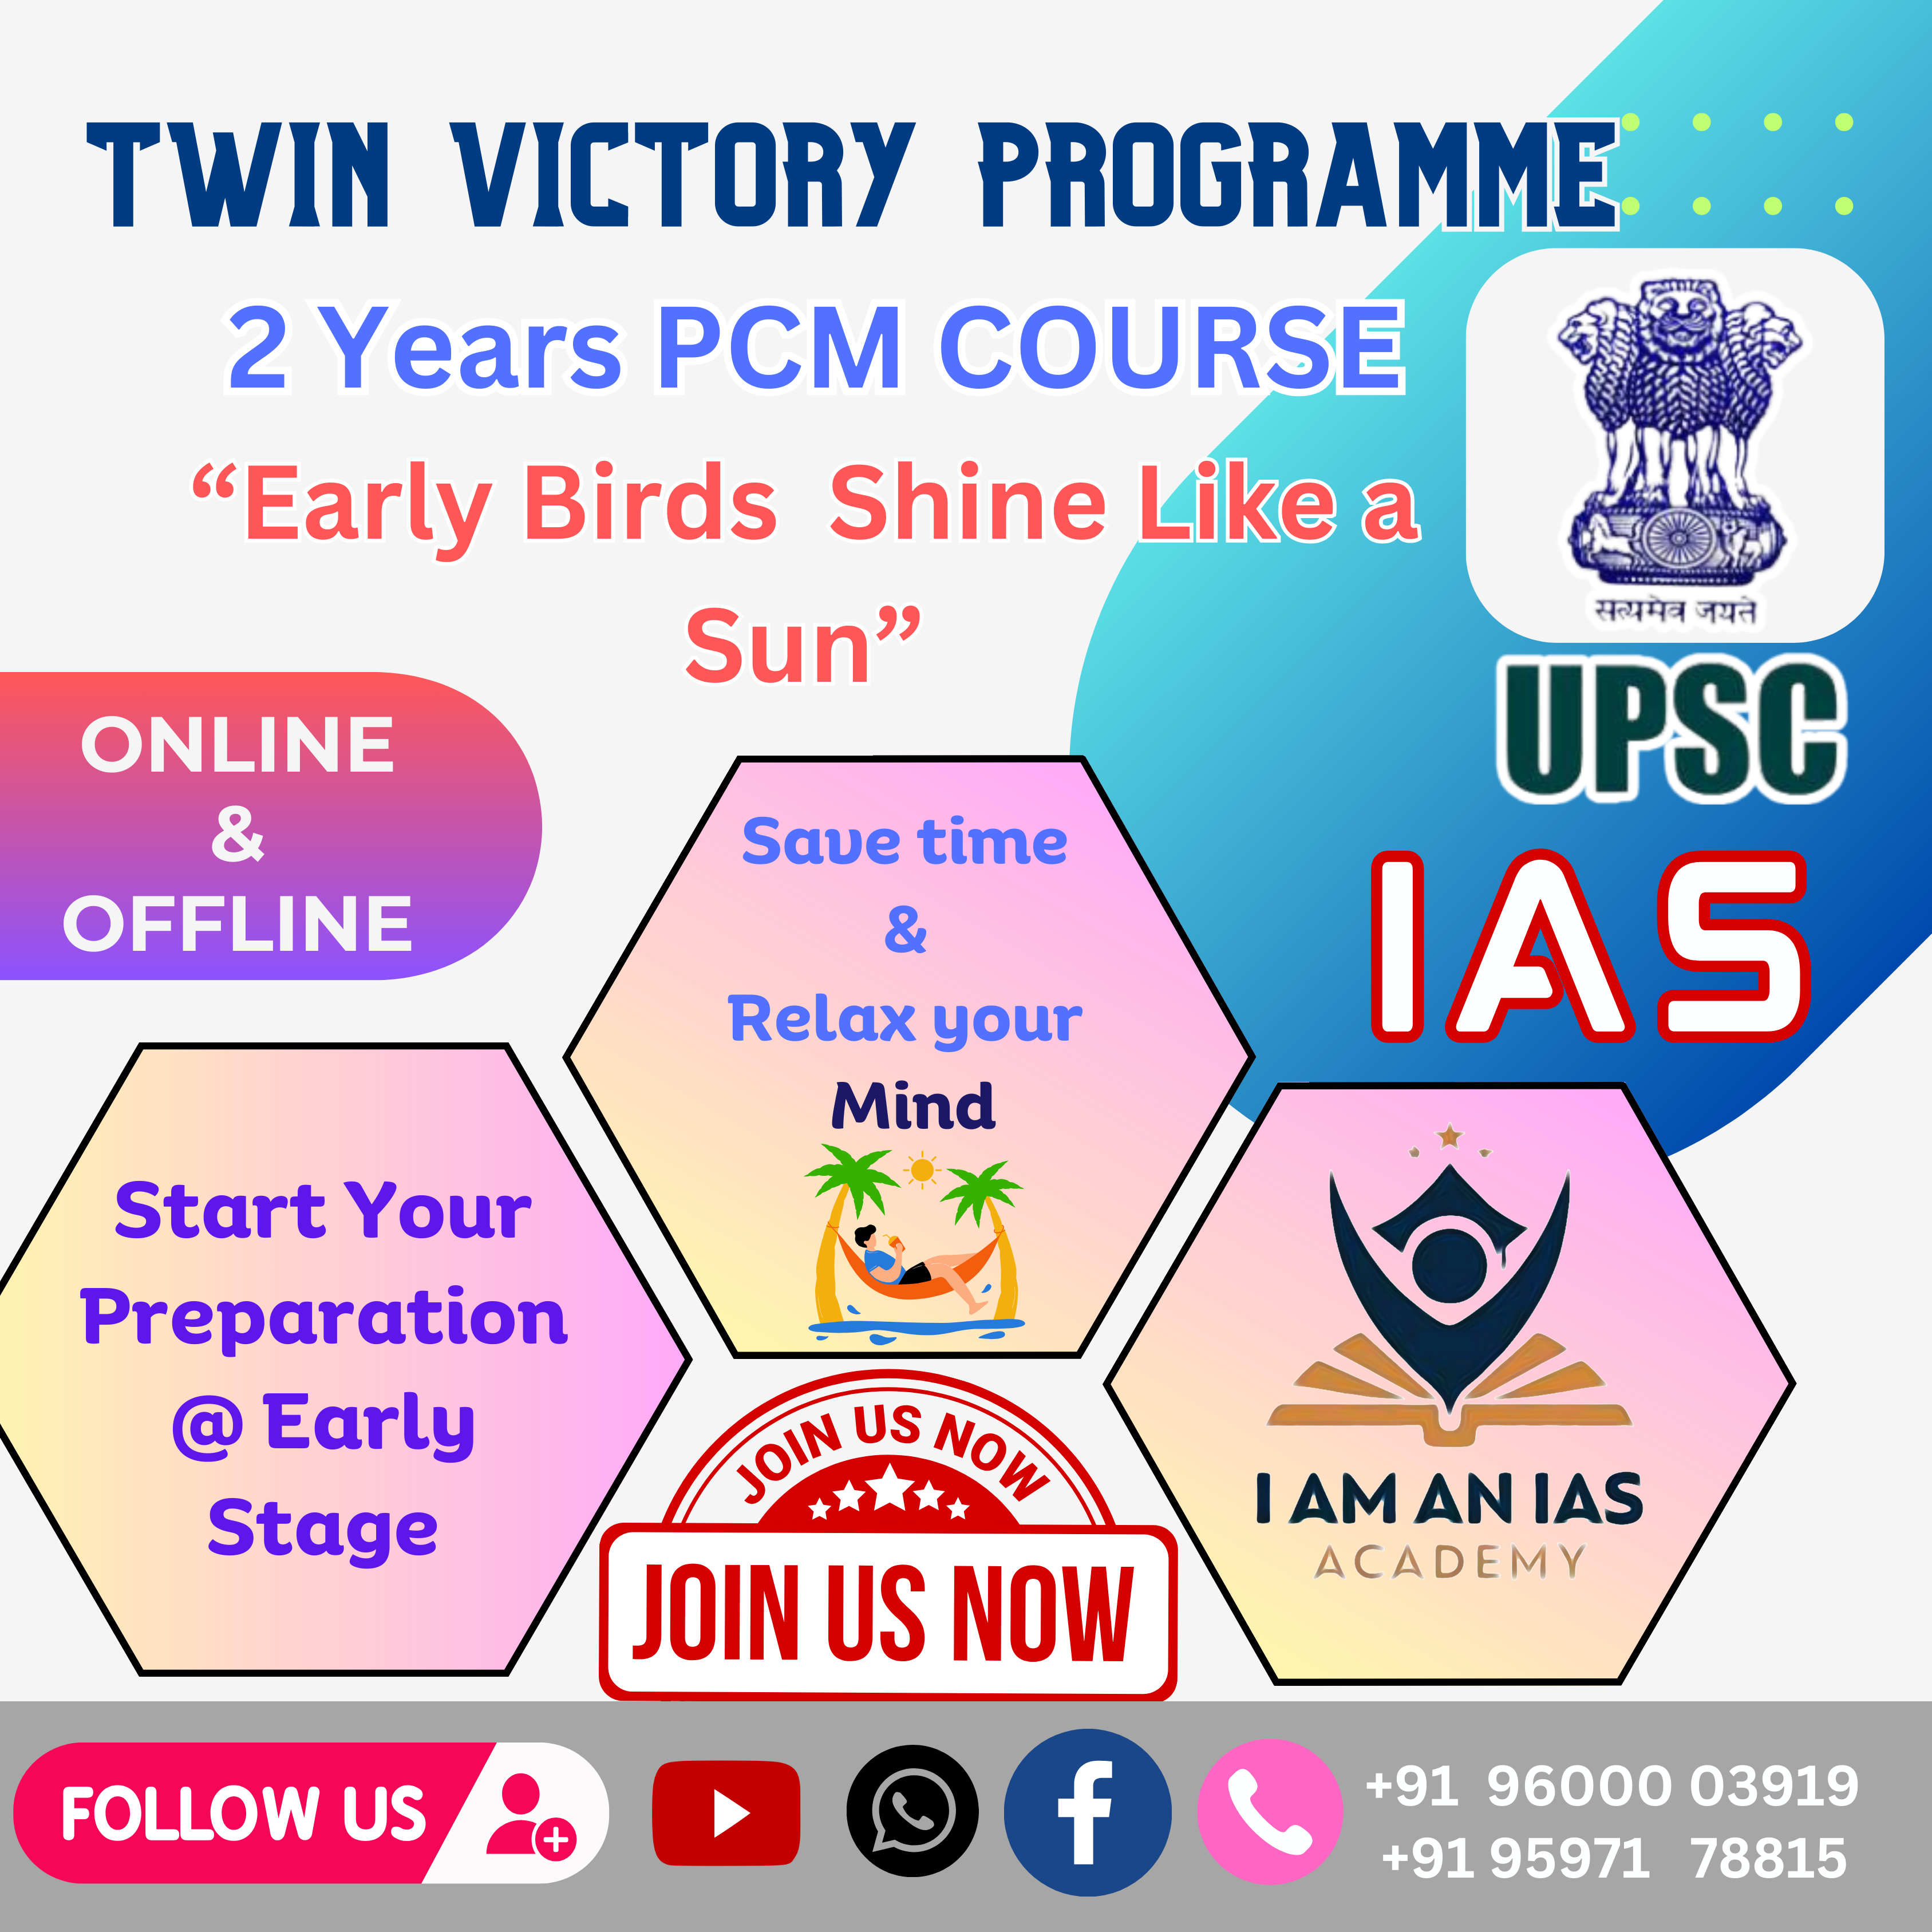 TWIN VICTORY PROGRAMME
2 Years PCM COURSE
“Early Birds Shine Like a
Sun”
सत्यमेव जयते
UPSC
IAS
ONLINE
&
OFFLINE
Save time
&
Relax your
Mind
Start Your
Preparation
@ Early
Stage
I AM AN IAS
ACADEMY
JOIN US NOW
JOIN US NOW
FOLLOW US
+91 96000 03919
+91 95971 78815